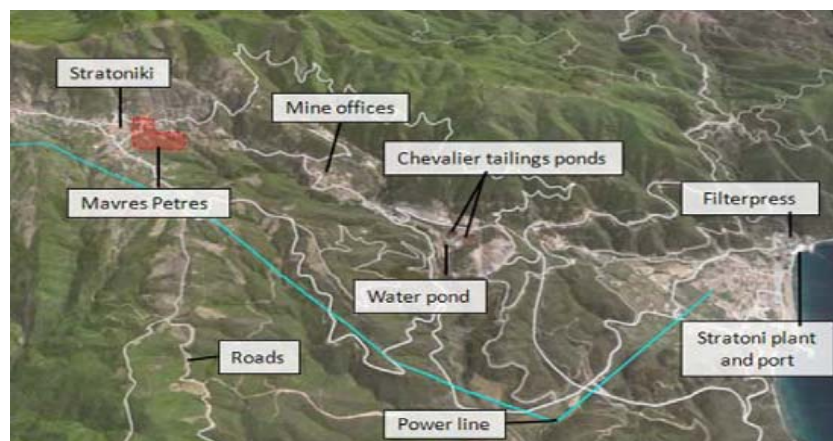 Stratoniki
Mine offices
Chevalier tailings ponds
Filterpress
Mavres Petres
Water pond
Stratoni plant
and port
Roads
Power line